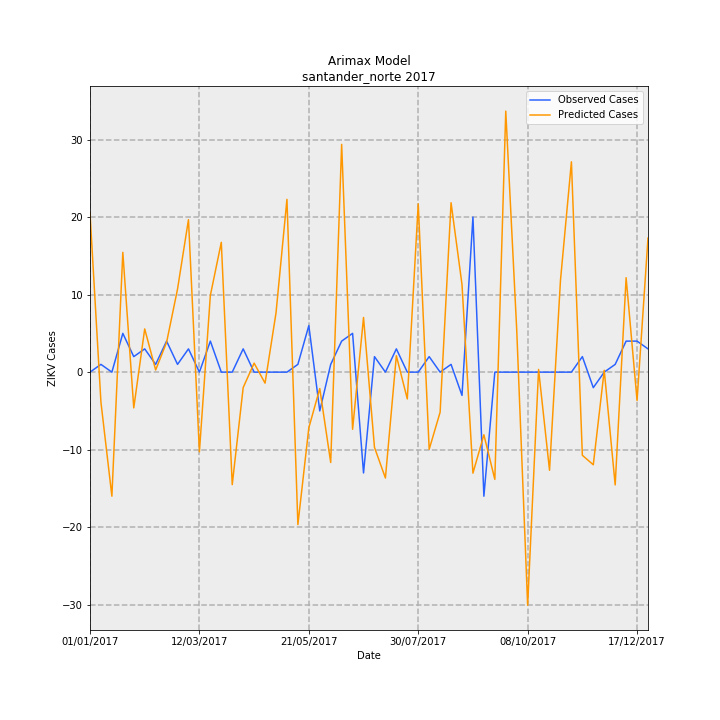 Arimax Model
santander_norte 2017
Observed Cases
Predicted Cases
30
20
10
0
−10
−20
−30
ZIKV Cases
01/01/2017
12/03/2017
21/05/2017
30/07/2017
08/10/2017
17/12/2017
Date